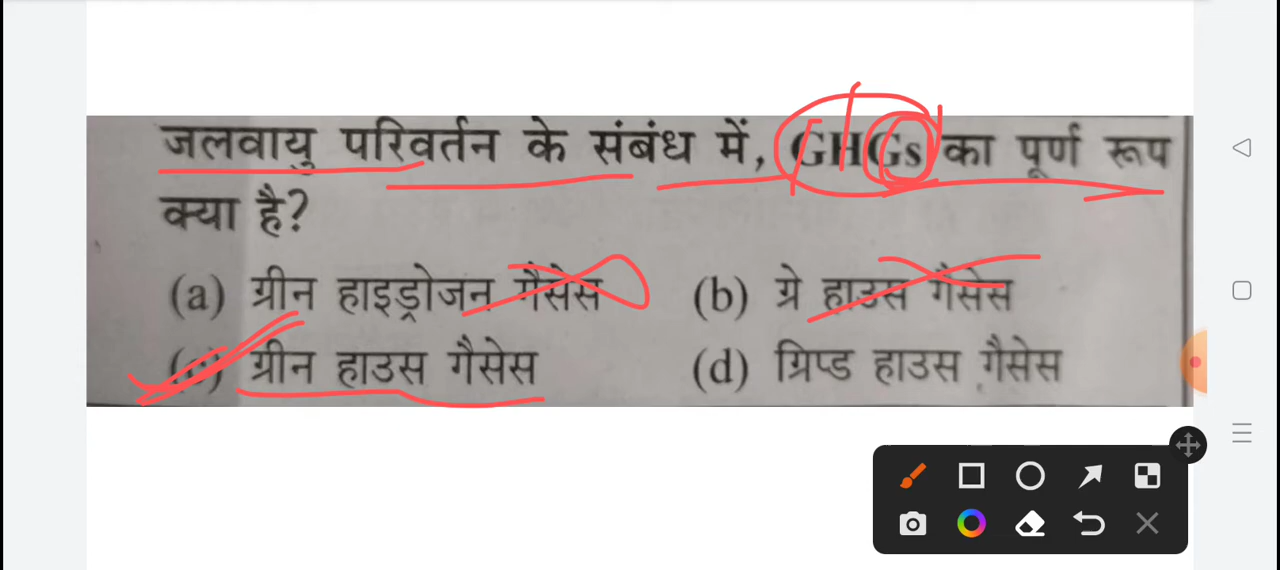 जलवायु परिवर्तन के संबंध में, GHGs का पूर्ण रूप
क्या है?
(a) ग्रीन हाइड्रोजन गैसेस (b) ग्रे हाउस गैसेस
(c) ग्रीन हाउस गैसेस (d) ग्रिप्ड हाउस गैसेस